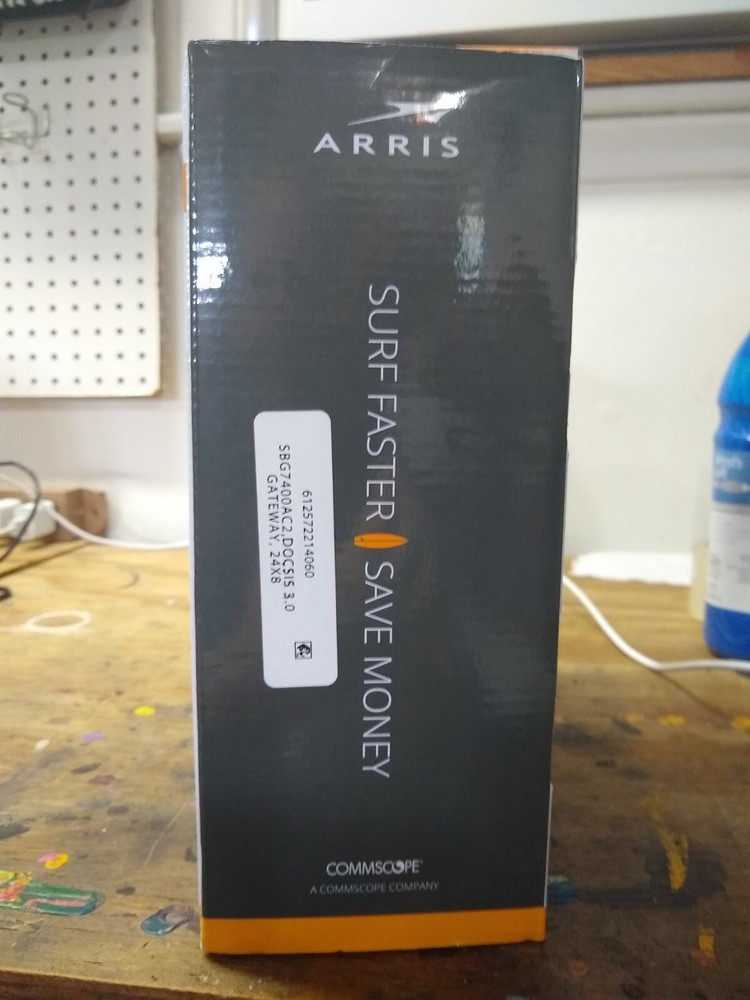 ARRIS
SURF FASTER SAVE MONEY
612572214060
SBG7400AC2,DOCSIS 3.0
GATEWAY, 24X8
COMMSCOPE
A COMMSCOPE COMPANY